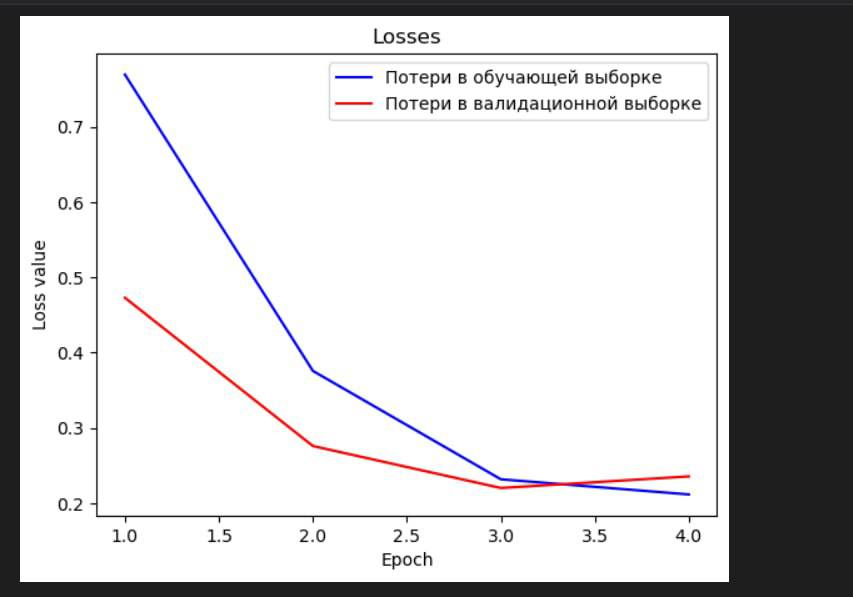 Losses
Потери в обучающей выборке
Потери в валидационной выборке
0.7
0.6
0.5
0.4
0.3
0.2
Loss value
1.0 1.5 2.0 2.5 3.0 3.5 4.0
Epoch